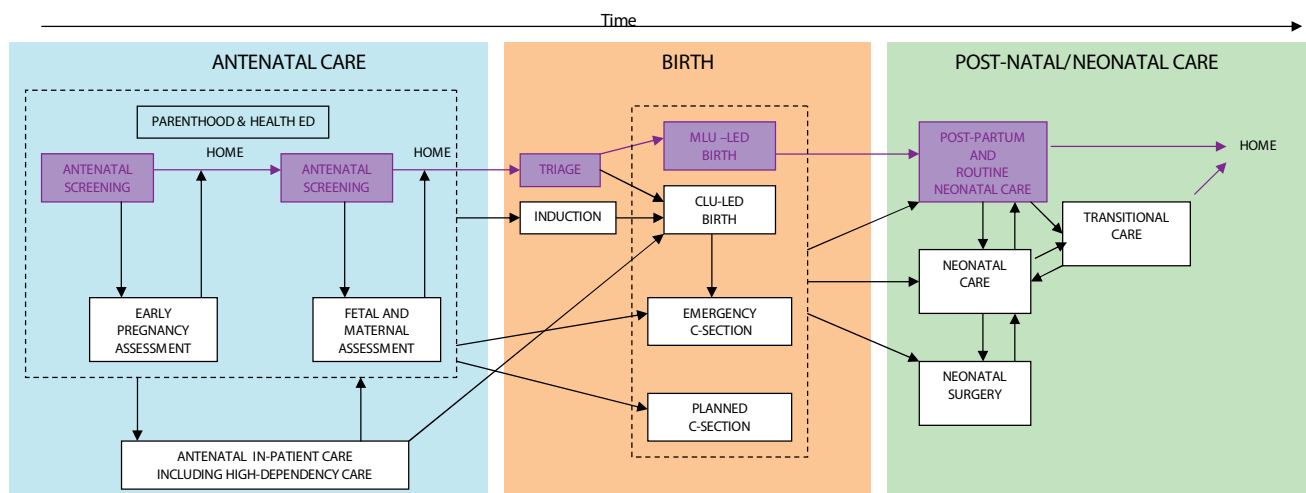 Time
ANTENATAL CARE
BIRTH
POST-NATAL/NEONATAL CARE
PARENTHOOD & HEALTH ED
HOME
HOME
ANTENATAL
SCREENING
ANTENATAL
SCREENING
EARLY
PREGNANCY
ASSESSMENT
FETAL AND
MATERNAL
ASSESSMENT
ANTENATAL IN-PATIENT CARE
INCLUDING HIGH-DEPENDENCY CARE
TRIAGE
INDUCTION
MLU –LED
BIRTH
CLU-LED
BIRTH
EMERGENCY
C-SECTION
PLANNED
C-SECTION
POST-PARTUM
AND
ROUTINE
NEONATAL CARE
HOME
TRANSITIONAL
CARE
NEONATAL
CARE
NEONATAL
SURGERY